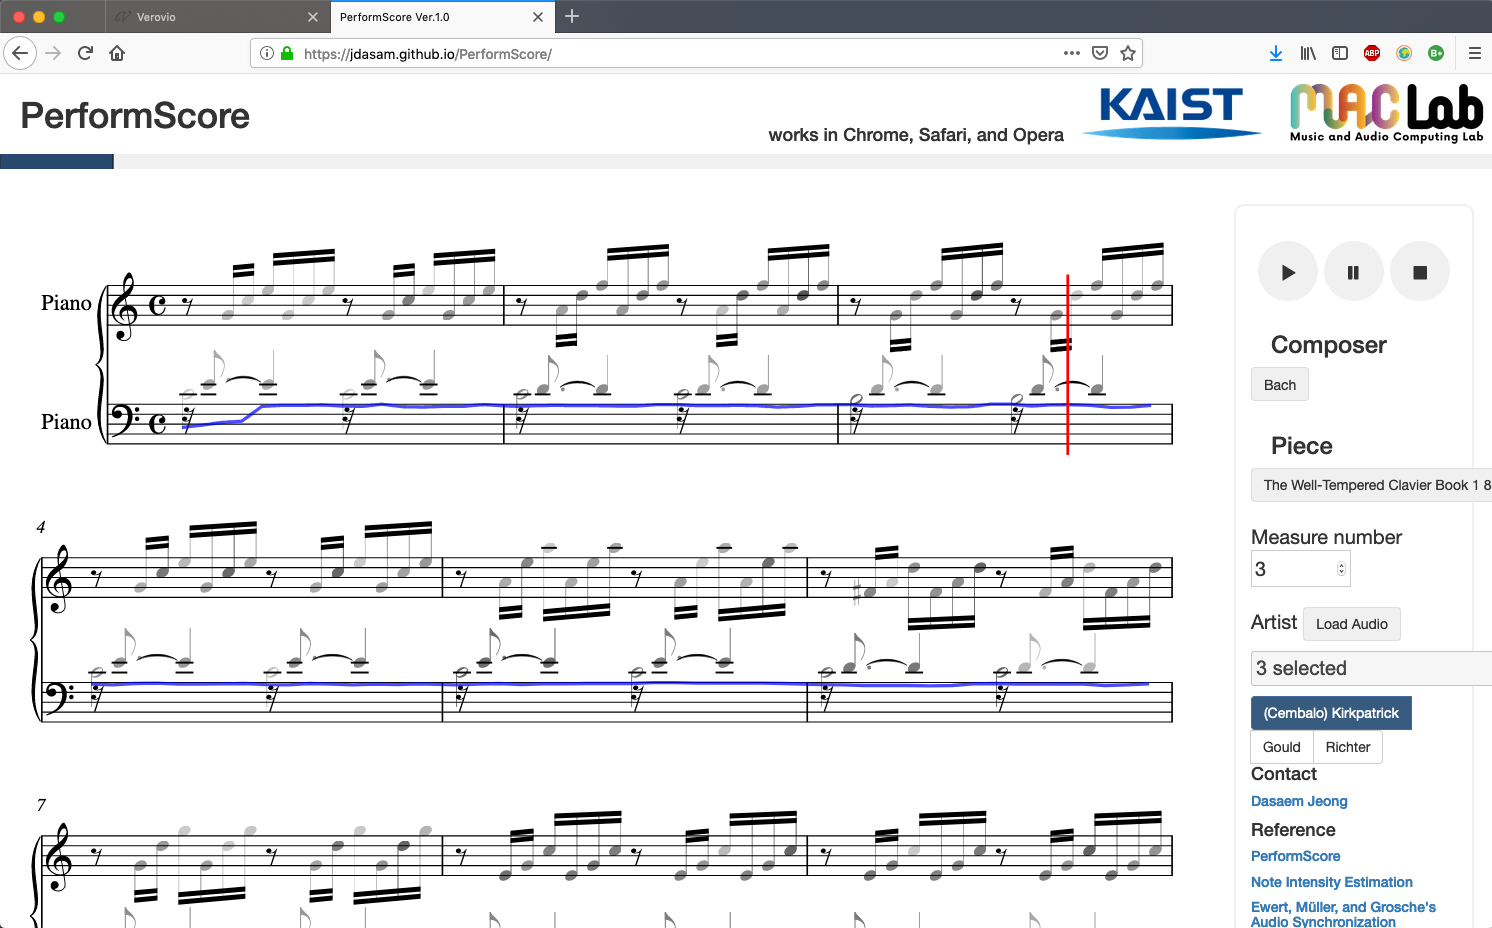 Verovio
PerformScore Ver.1.0
https://jdasam.github.io/PerformScore/
ABP
B+
PerformScore
works in Chrome, Safari, and Opera
KAIST
MAC Lab
Music and Audio Computing Lab
Piano
Piano
4
7
Composer
Bach
Piece
The Well-Tempered Clavier Book 1 8
Measure number
3
Artist
Load Audio
3 selected
(Cembalo) Kirkpatrick
Gould
Richter
Contact
Dasaem Jeong
Reference
PerformScore
Note Intensity Estimation
Ewert, Müller, and Grosche's
Audio Synchronization